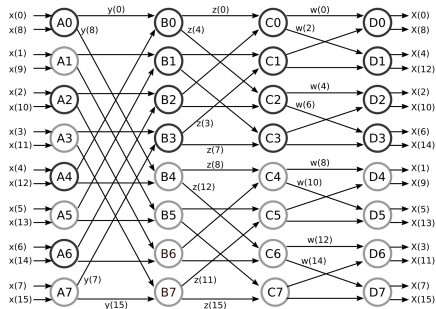 x(0) A0 y(0) B0 z(0) C0 w(0) D0 X(0)
x(8) y(8) z(4) w(2) X(8)
x(1) A1 B1 C1 D1 X(4)
x(9) X(12)
x(2) A2 B2 C2 w(4) D2 X(2)
x(10) w(6) X(10)
x(3) A3 z(3) B3 C3 D3 X(6)
x(11) z(7) X(14)
x(4) A4 B4 z(8) C4 w(8) D4 X(1)
x(12) z(12) w(10) X(9)
x(5) A5 B5 C5 D5 X(5)
x(13) X(13)
x(6) A6 B6 C6 w(12) D6 X(3)
x(14) w(14) X(11)
x(7) A7 y(7) B7 z(11) C7 D7 X(7)
x(15) y(15) z(15) X(15)